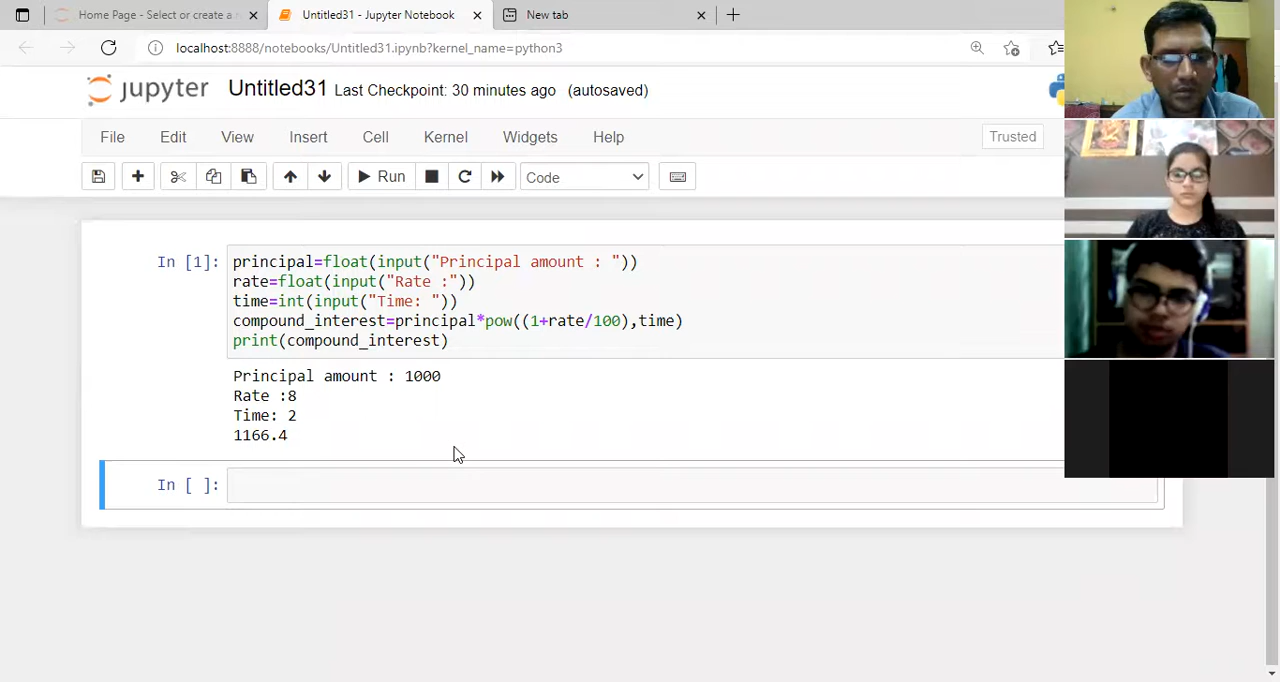 Home Page - Select or create a n
Untitled31 - Jupyter Notebook
New tab
localhost:8888/notebooks/Untitled31.ipynb?kernel_name=python3
jupyter Untitled31 Last Checkpoint: 30 minutes ago (autosaved)
File Edit View Insert Cell Kernel Widgets Help Trusted
Run Code
In [1]: principal=float(input("Principal amount : "))
rate=float(input("Rate :"))
time=int(input("Time: "))
compound_interest=principal*pow((1+rate/100),time)
print(compound_interest)
Principal amount : 1000
Rate :8
Time: 2
1166.4
In [ ]: